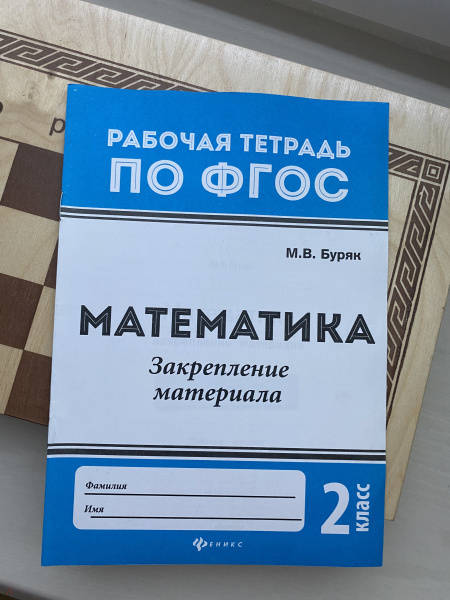 РАБОЧАЯ ТЕТРАДЬ
ПО ФГОС
М.В. Буряк
МАТЕМАТИКА
Закрепление
материала
Фамилия
Имя
2 класс
ФЕНИКС